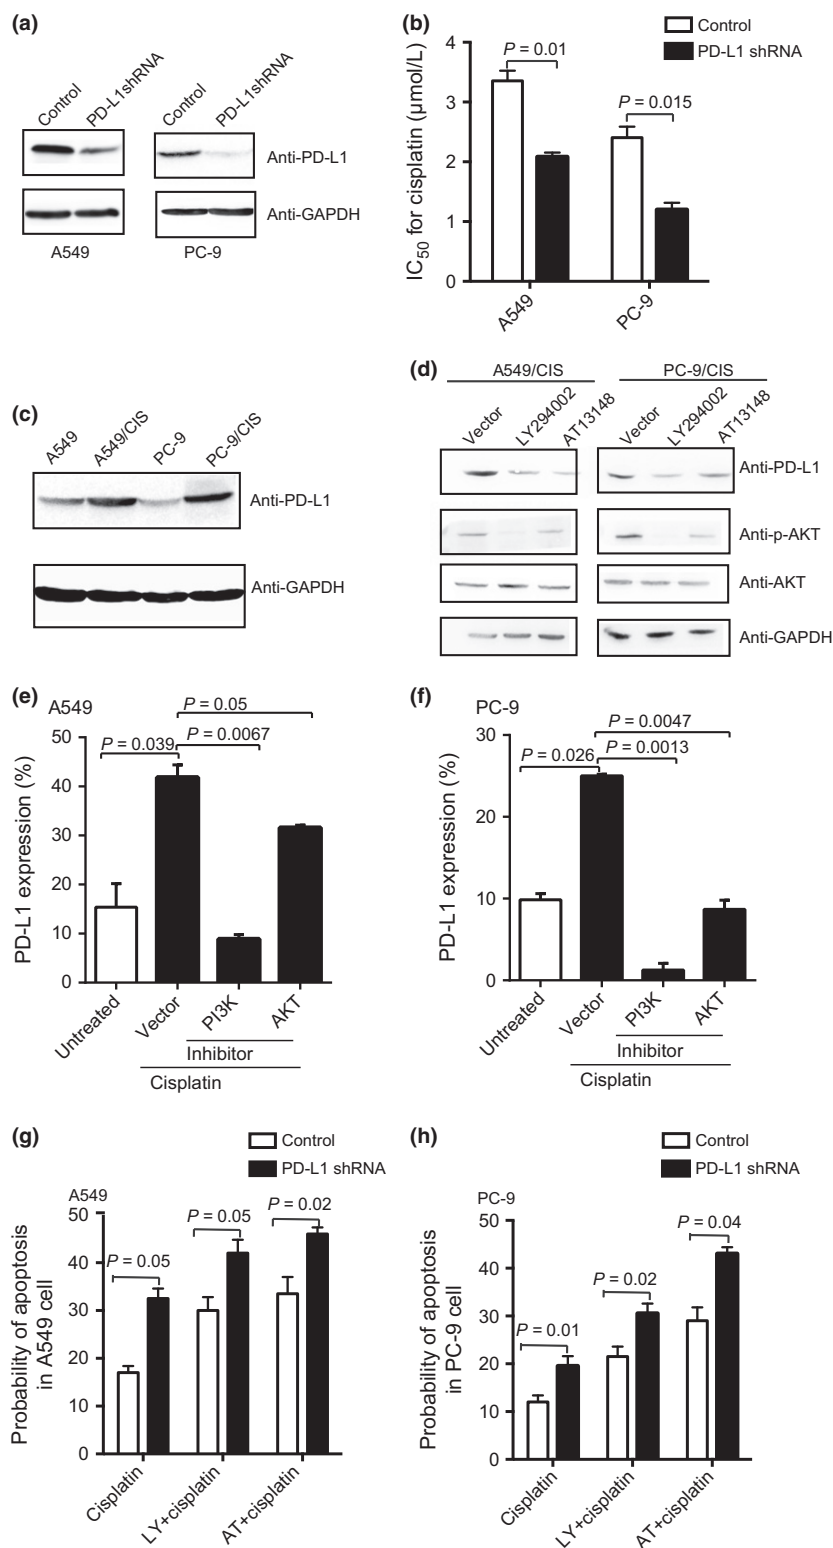 (a)
Control
PD-L1shRNA
Control
PD-L1shRNA
Anti-PD-L1
Anti-GAPDH
A549
PC-9
(b)
Control
PD-L1 shRNA
IC50 for cisplatin (µmol/L)
4
3
2
1
0
P = 0.01
P = 0.015
A549
PC-9
(c)
A549
A549/CIS
PC-9
PC-9/CIS
Anti-PD-L1
Anti-GAPDH
(d)
A549/CIS
PC-9/CIS
Vector
LY294002
AT13148
Vector
LY294002
AT13148
Anti-PD-L1
Anti-p-AKT
Anti-AKT
Anti-GAPDH
(e)
A549
PD-L1 expression (%)
50
40
30
20
10
0
P = 0.05
P = 0.039
P = 0.0067
Untreated
Vector
PI3K
AKT
Inhibitor
Cisplatin
(f)
PC-9
PD-L1 expression (%)
30
20
10
0
P = 0.0047
P = 0.026
P = 0.0013
Untreated
Vector
PI3K
AKT
Inhibitor
Cisplatin
(g)
Control
PD-L1 shRNA
A549
Probability of apoptosis
in A549 cell
50
40
30
20
10
0
P = 0.05
P = 0.05
P = 0.02
Cisplatin
LY+cisplatin
AT+cisplatin
(h)
Control
PD-L1 shRNA
PC-9
Probability of apoptosis
in PC-9 cell
50
40
30
20
10
0
P = 0.01
P = 0.02
P = 0.04
Cisplatin
LY+cisplatin
AT+cisplatin